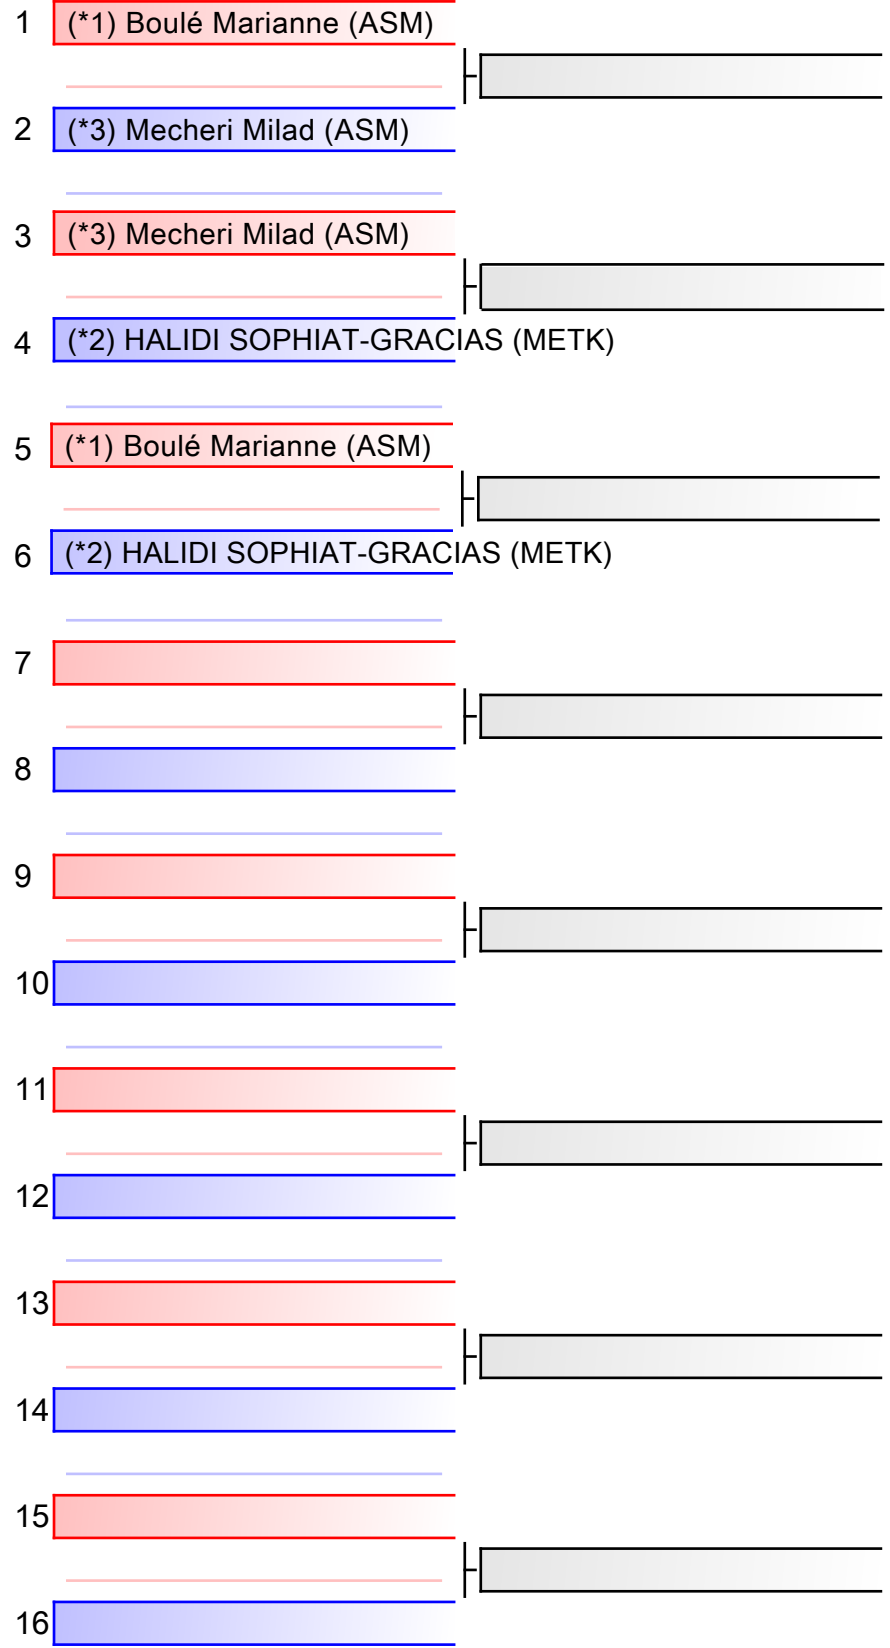 1 (*1) Boulé Marianne (ASM)
2 (*3) Mecheri Milad (ASM)
3 (*3) Mecheri Milad (ASM)
4 (*2) HALIDI SOPHIAT-GRACIAS (METK)
5 (*1) Boulé Marianne (ASM)
6 (*2) HALIDI SOPHIAT-GRACIAS (METK)
7
8
9
10
11
12
13
14
15
16